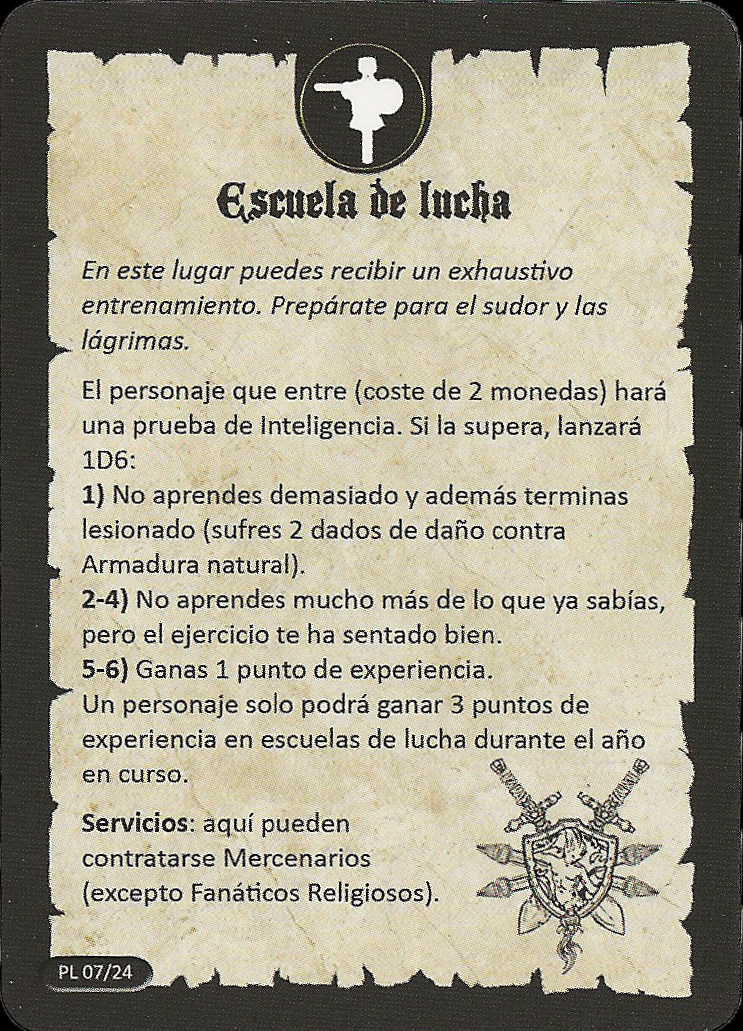 Escuela de lucha
En este lugar puedes recibir un exhaustivo
entrenamiento. Prepárate para el sudor y las
lágrimas.
El personaje que entre (coste de 2 monedas) hará
una prueba de Inteligencia. Si la supera, lanzará
1D6:
1) No aprendes demasiado y además terminas
lesionado (sufres 2 dados de daño contra
Armadura natural).
2-4) No aprendes mucho más de lo que ya sabías,
pero el ejercicio te ha sentado bien.
5-6) Ganas 1 punto de experiencia.
Un personaje solo podrá ganar 3 puntos de
experiencia en escuelas de lucha durante el año
en curso.
Servicios: aquí pueden
contratarse Mercenarios
(excepto Fanáticos Religiosos).
PL 07/24